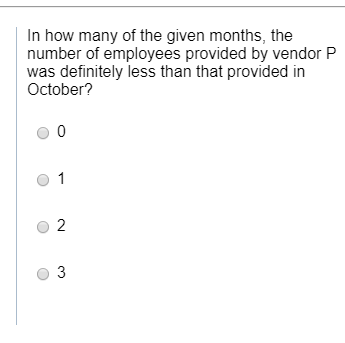 In how many of the given months, the
number of employees provided by vendor P
was definitely less than that provided in
October?
0
1
2
3